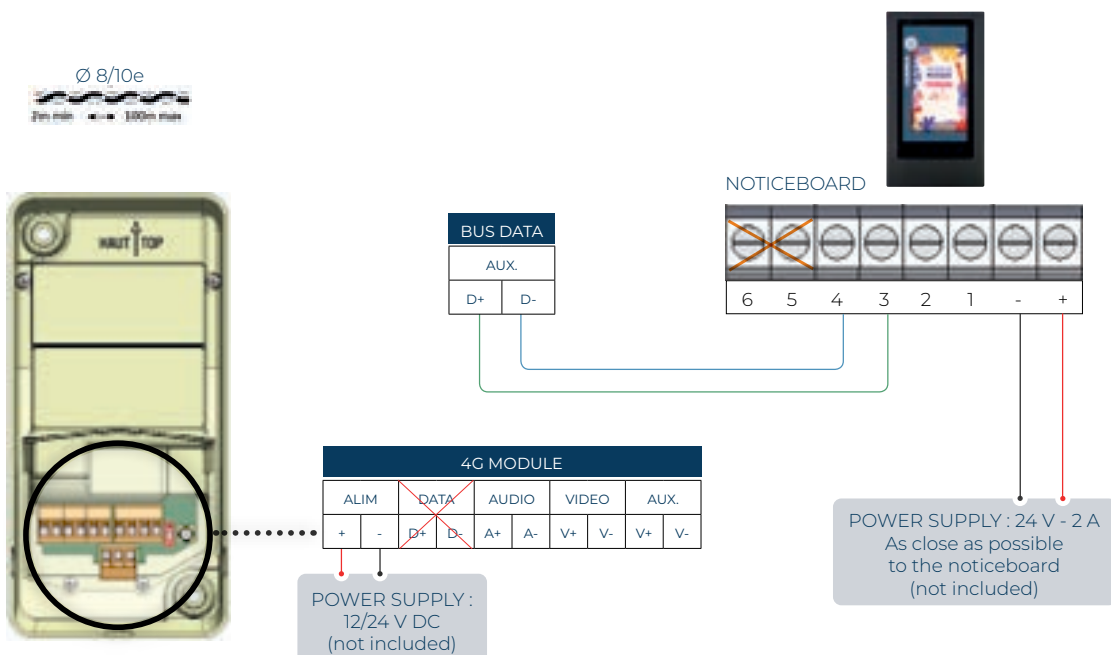 Ø 8/10e
2m min 100m max
HAUT TOP
NOTICEBOARD
6 5 4 3 2 1 - +
BUS DATA
AUX.
D+ D-
4G MODULE
ALIM DATA AUDIO VIDEO AUX.
+ - D+ D- A+ A- V+ V- V+ V-
POWER SUPPLY :
12/24 V DC
(not included)
POWER SUPPLY : 24 V - 2 A
As close as possible
to the noticeboard
(not included)